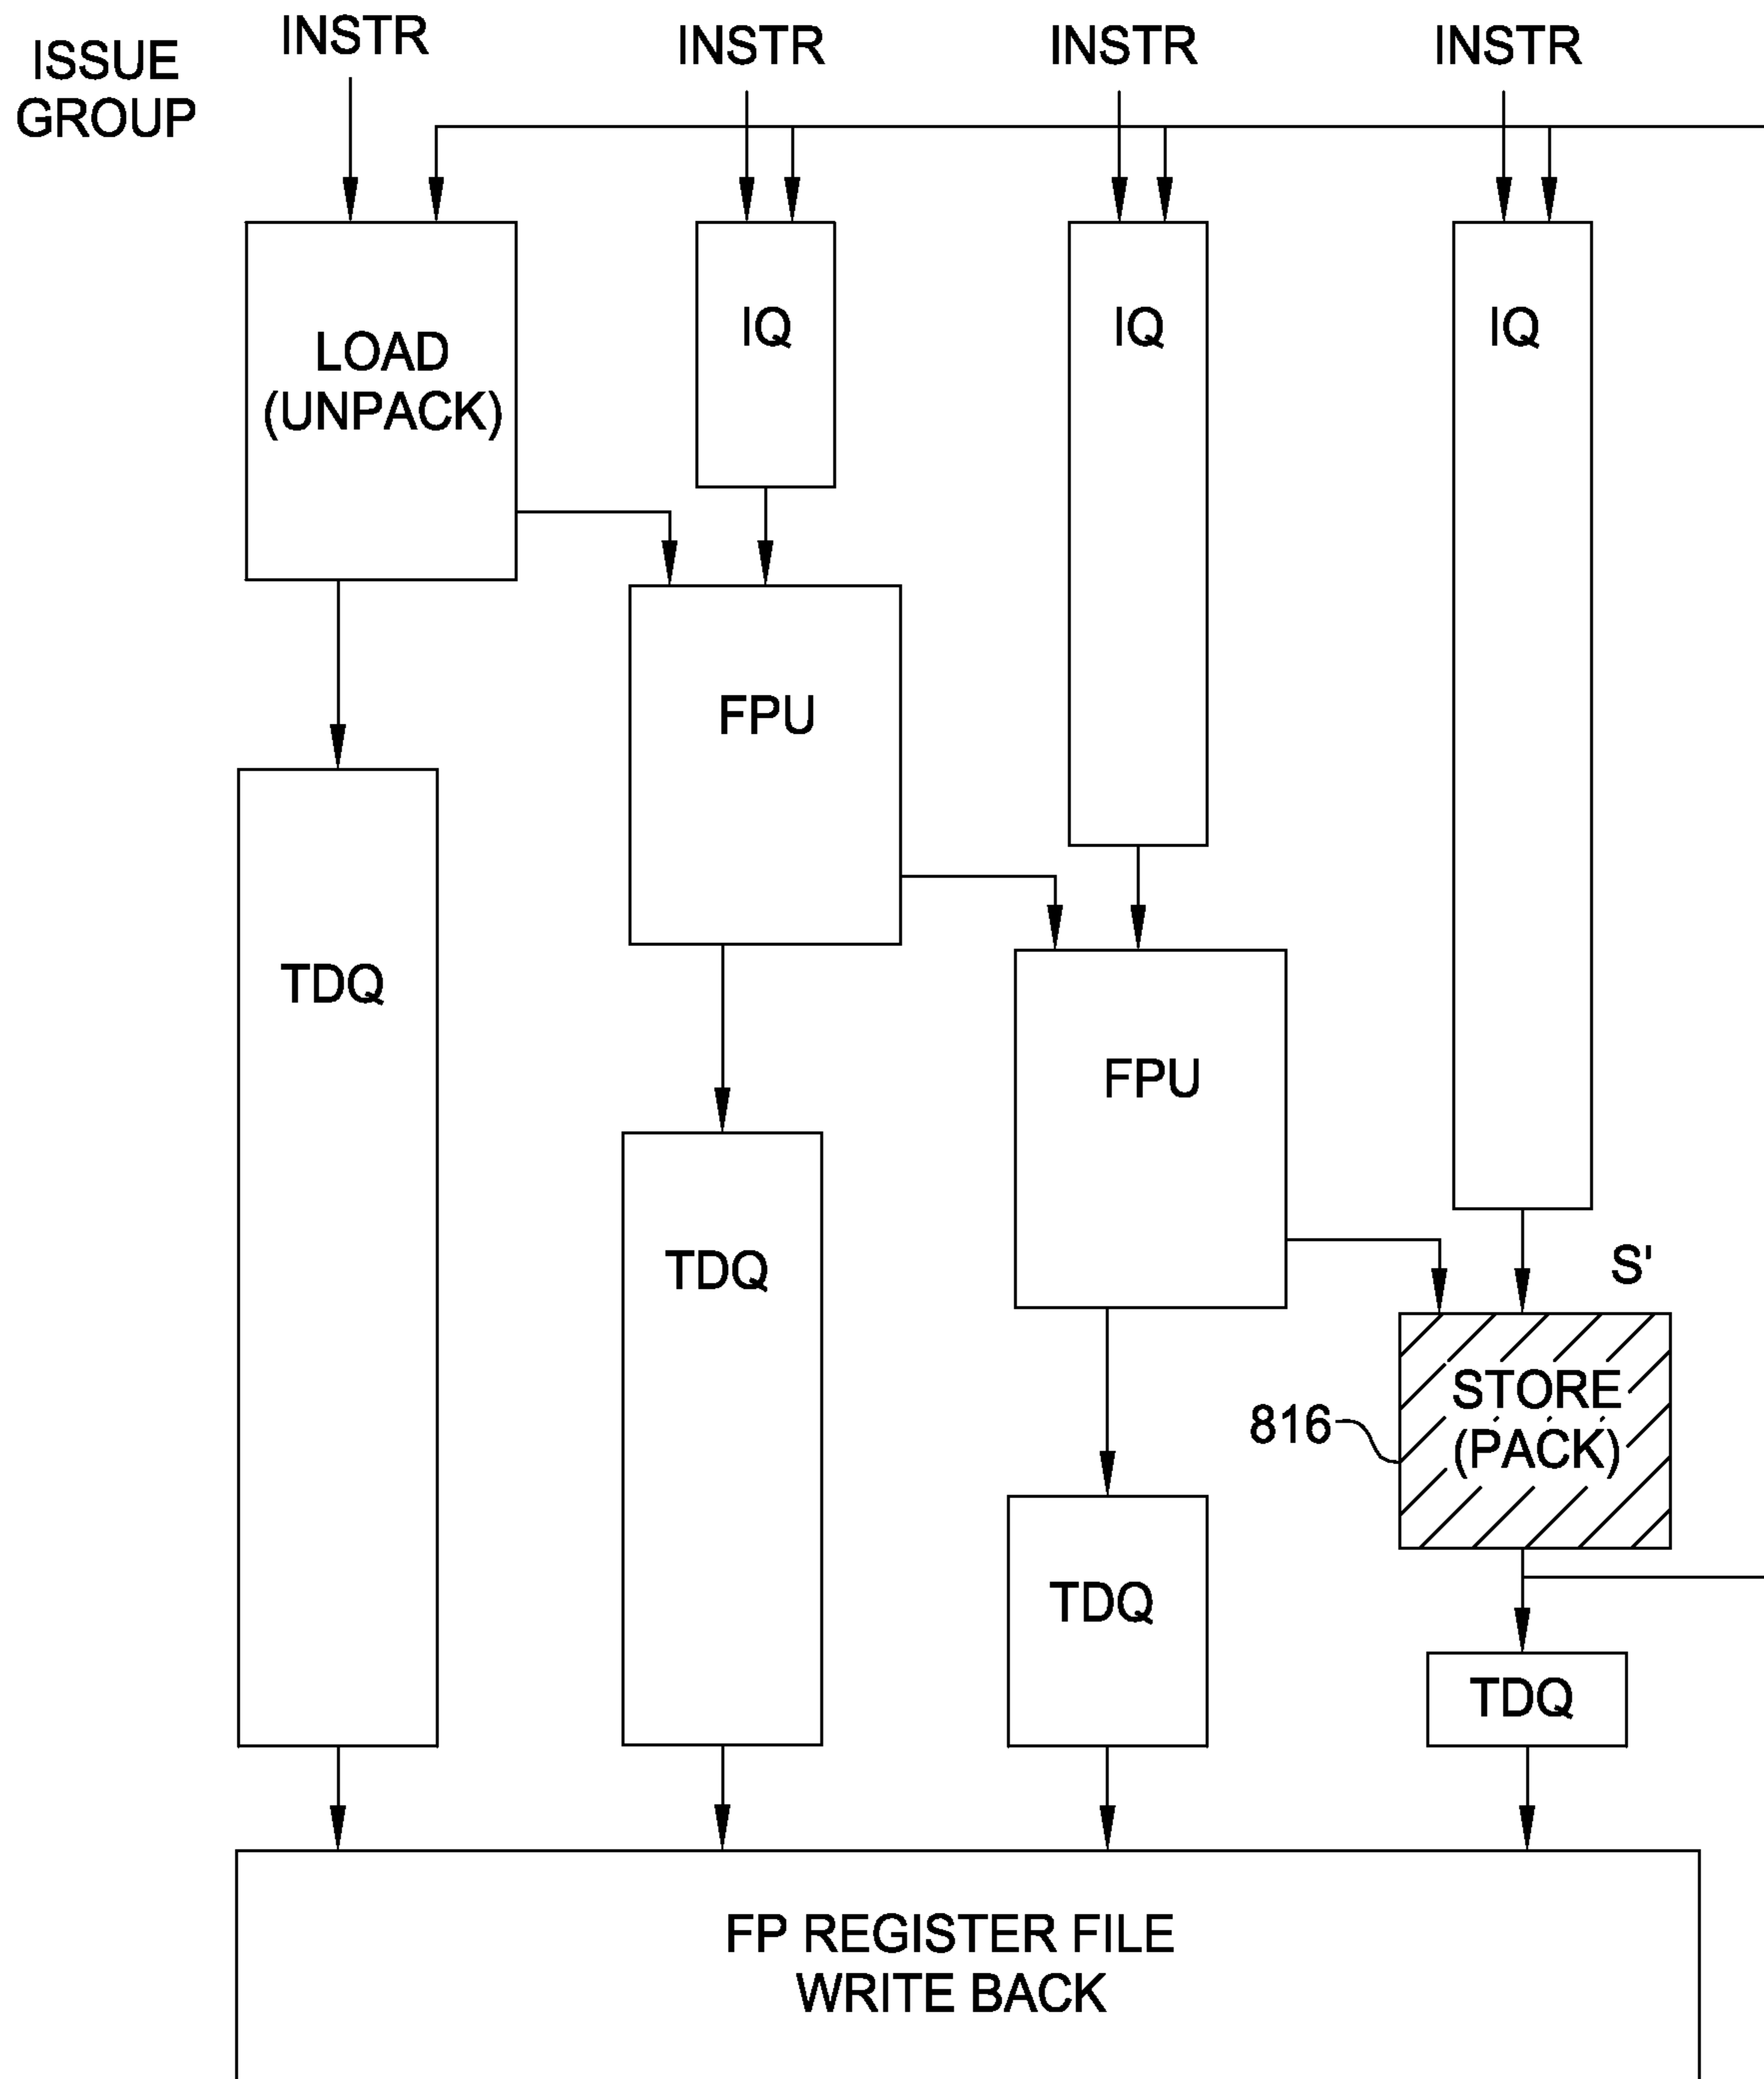 ISSUE
GROUP
INSTR
INSTR
INSTR
INSTR
LOAD
(UNPACK)
IQ
IQ
IQ
FPU
TDQ
FPU
TDQ
S'
816
STORE
(PACK)
TDQ
TDQ
FP REGISTER FILE
WRITE BACK